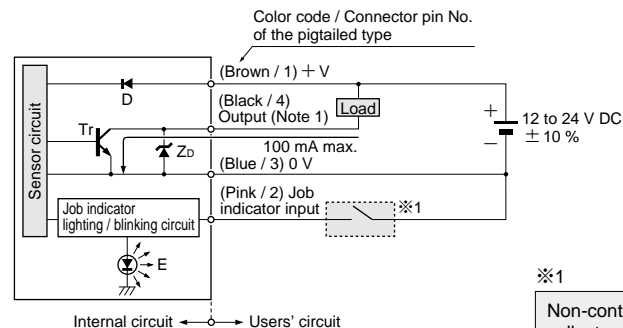 Color code / Connector pin No.
of the pigtailed type
(Brown / 1) + V
D
(Black / 4)
Output (Note 1)
Load
+
12 to 24 V DC
± 10 %
−
Sensor circuit
Tr
ZD
100 mA max.
(Blue / 3) 0 V
(Pink / 2) Job
indicator input
※1
Job indicator
lighting / blinking circuit
E
※1
Non-cont
Internal circuit
Users' circuit